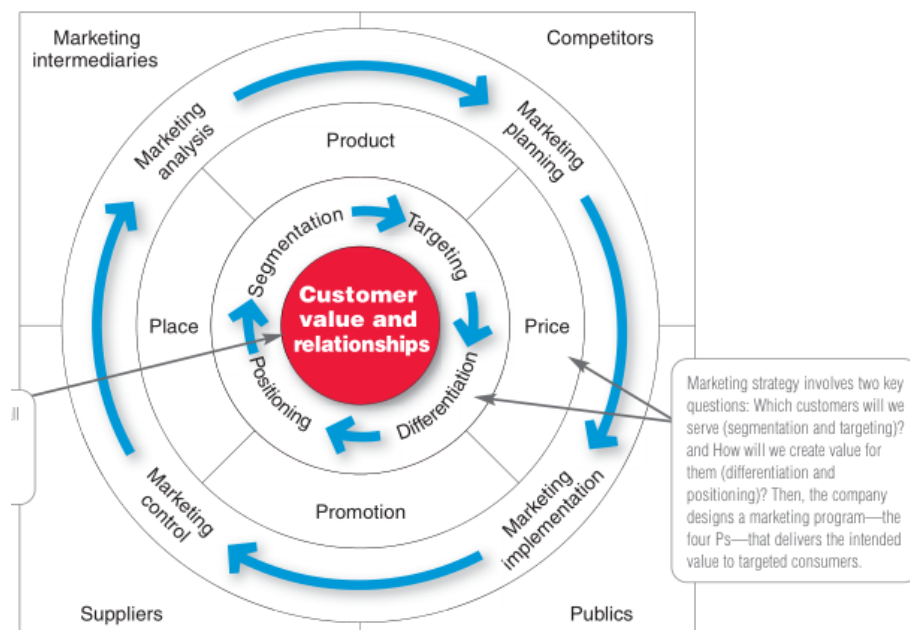 Marketing
intermediaries
Competitors
Marketing
analysis
Marketing
planning
Product
Segmentation
Targeting
Customer
value and
relationships
Place
Price
Positioning
Differentiation
Marketing strategy involves two key
questions: Which customers will we
serve (segmentation and targeting)?
and How will we create value for
them (differentiation and
positioning)? Then, the company
designs a marketing program—the
four Ps—that delivers the intended
value to targeted consumers.
Promotion
Marketing
control
Marketing
implementation
Suppliers
Publics